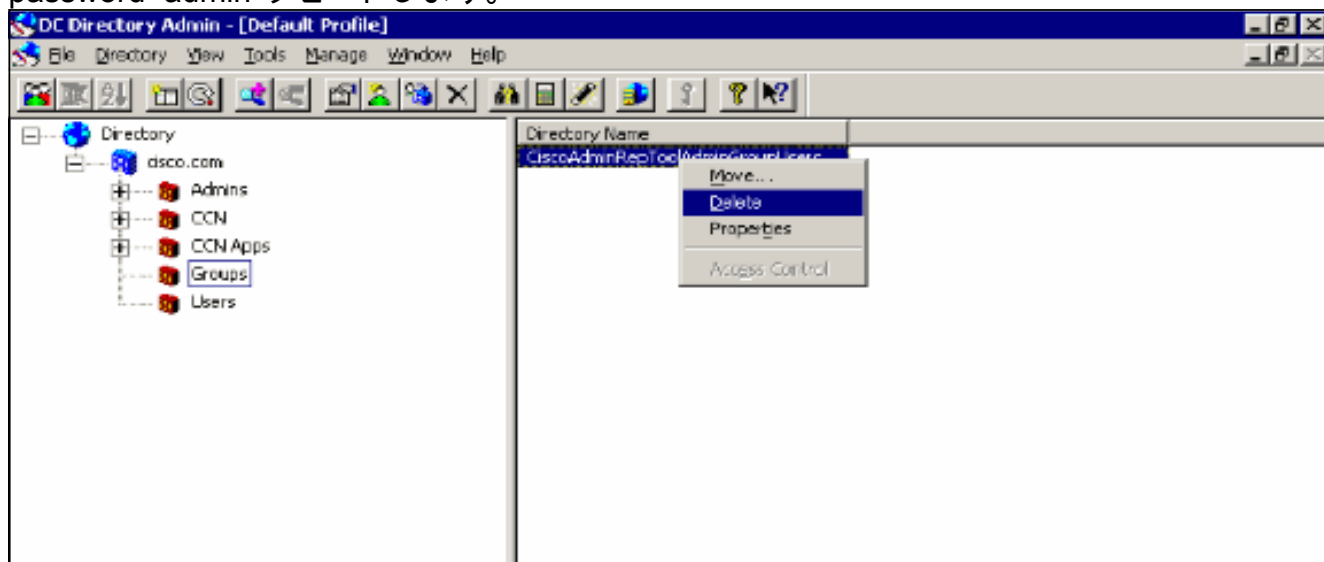 DC Directory Admin - [Default Profile]
File Directory View Tools Manage Window Help
Directory
cisco.com
Admins
CCN
CCN Apps
Groups
Users
Directory Name
CiscoAdminRepToolAdminGroupUsers
Move...
Delete
Properties
Access Control